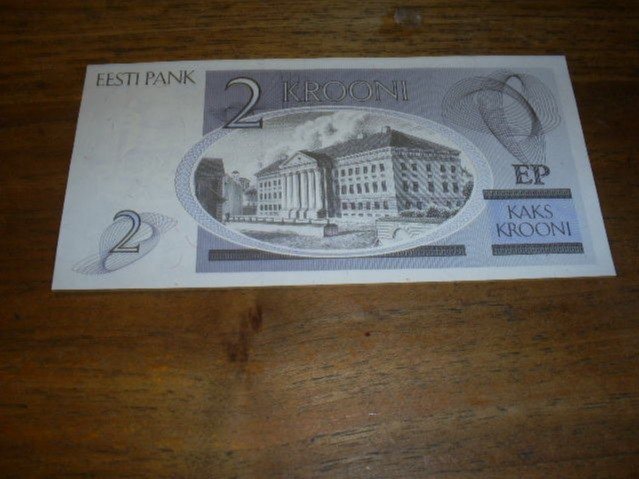 EESTI PANK
2 KROONI
EP
KAKS
KROONI
2